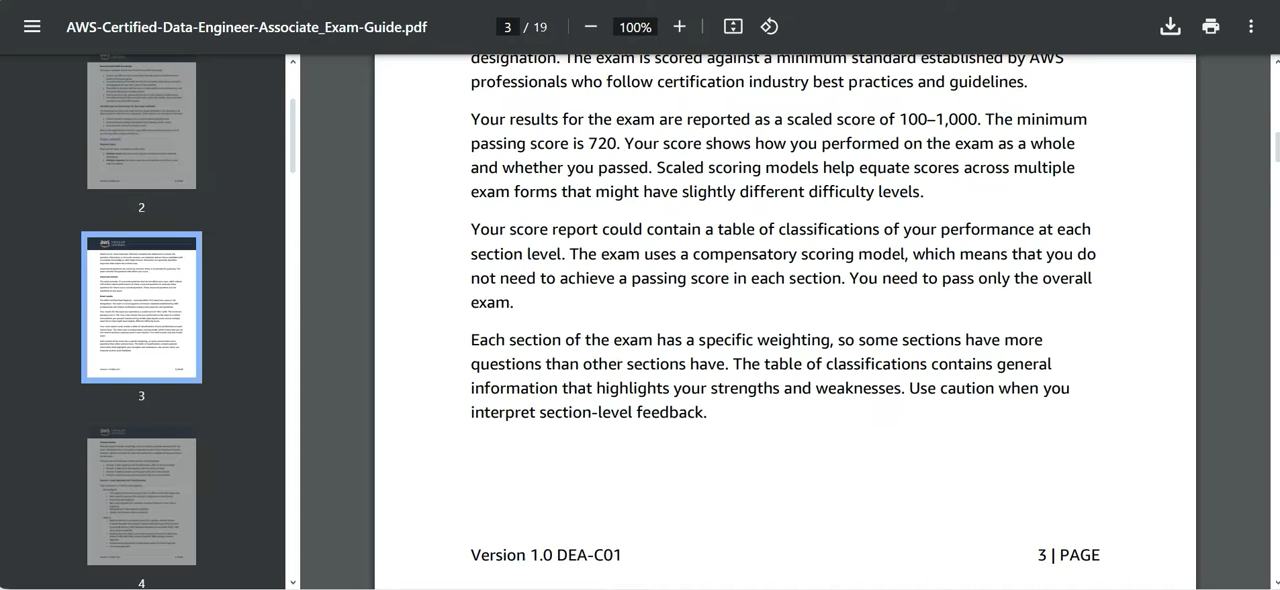 AWS-Certified-Data-Engineer-Associate_Exam-Guide.pdf
3 / 19
100%
2
3
4
designation. The exam is scored against a minimum standard established by AWS
professionals who follow certification industry best practices and guidelines.
Your results for the exam are reported as a scaled score of 100–1,000. The minimum
passing score is 720. Your score shows how you performed on the exam as a whole
and whether you passed. Scaled scoring models help equate scores across multiple
exam forms that might have slightly different difficulty levels.
Your score report could contain a table of classifications of your performance at each
section level. The exam uses a compensatory scoring model, which means that you do
not need to achieve a passing score in each section. You need to pass only the overall
exam.
Each section of the exam has a specific weighting, so some sections have more
questions than other sections have. The table of classifications contains general
information that highlights your strengths and weaknesses. Use caution when you
interpret section-level feedback.
Version 1.0 DEA-C01
3 | PAGE